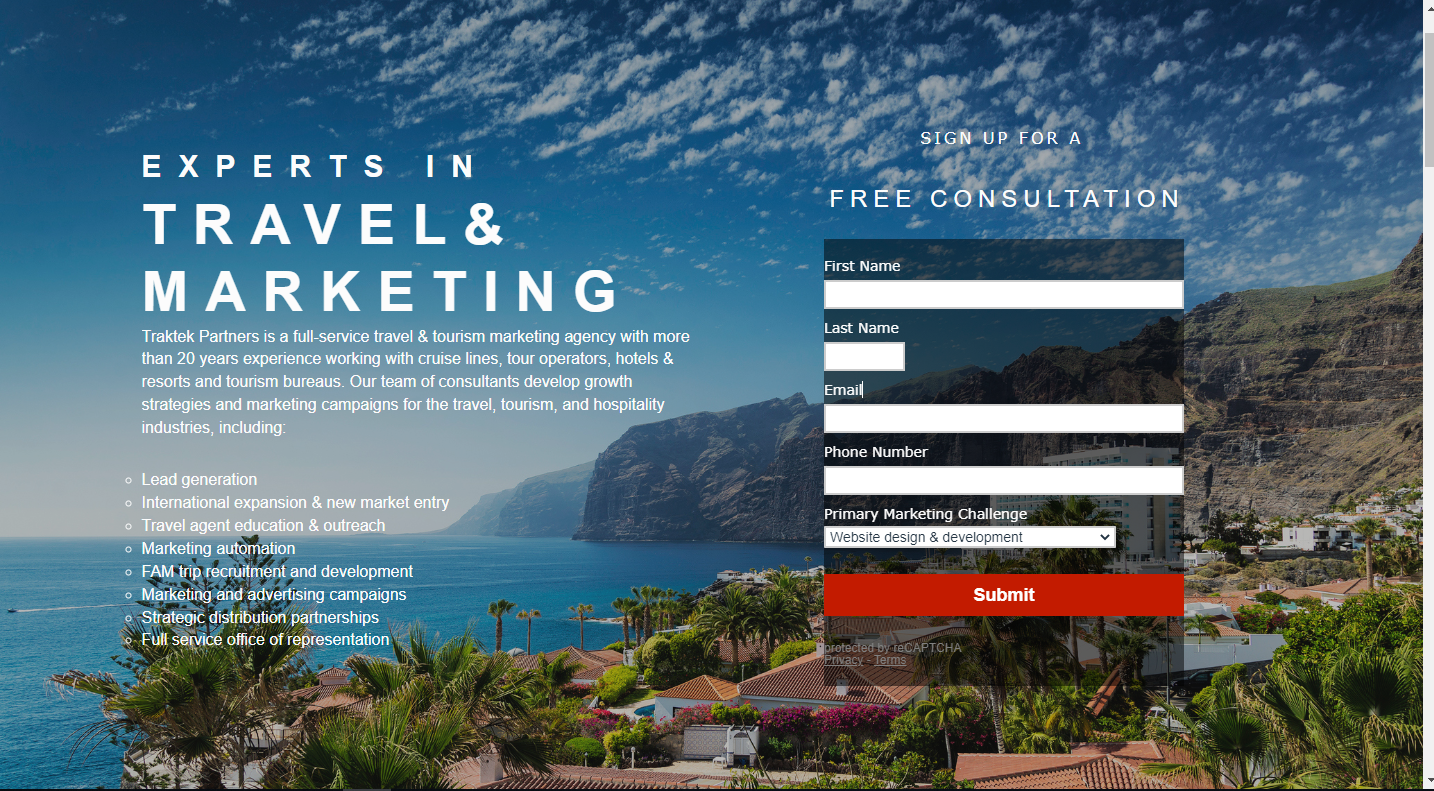 EXPERTS IN
TRAVEL&
MARKETING
Traktek Partners is a full-service travel & tourism marketing agency with more
than 20 years experience working with cruise lines, tour operators, hotels &
resorts and tourism bureaus. Our team of consultants develop growth
strategies and marketing campaigns for the travel, tourism, and hospitality
industries, including:
Lead generation
International expansion & new market entry
Travel agent education & outreach
Marketing automation
FAM trip recruitment and development
Marketing and advertising campaigns
Strategic distribution partnerships
Full service office of representation
SIGN UP FOR A
FREE CONSULTATION
First Name
Last Name
Email
Phone Number
Primary Marketing Challenge
Website design & development
Submit
protected by reCAPTCHA
Privacy - Terms